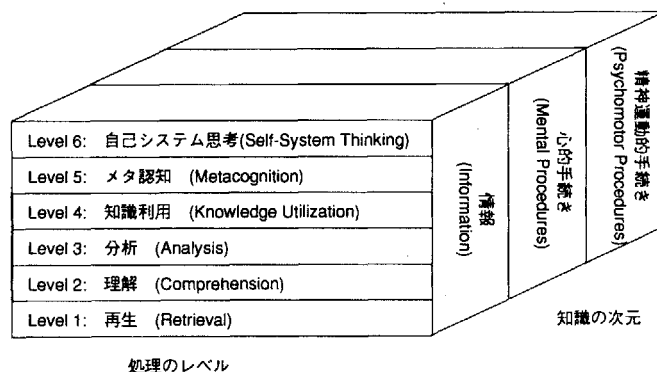 Level 6: 自己システム思考(Self-System Thinking)
Level 5: メタ認知 (Metacognition)
Level 4: 知識利用 (Knowledge Utilization)
Level 3: 分析 (Analysis)
Level 2: 理解 (Comprehension)
Level 1: 再生 (Retrieval)
情報
(Information)
心的手続き
(Mental Procedures)
精神運動的手続き
(Psychomotor Procedures)
知識の次元
処理のレベル